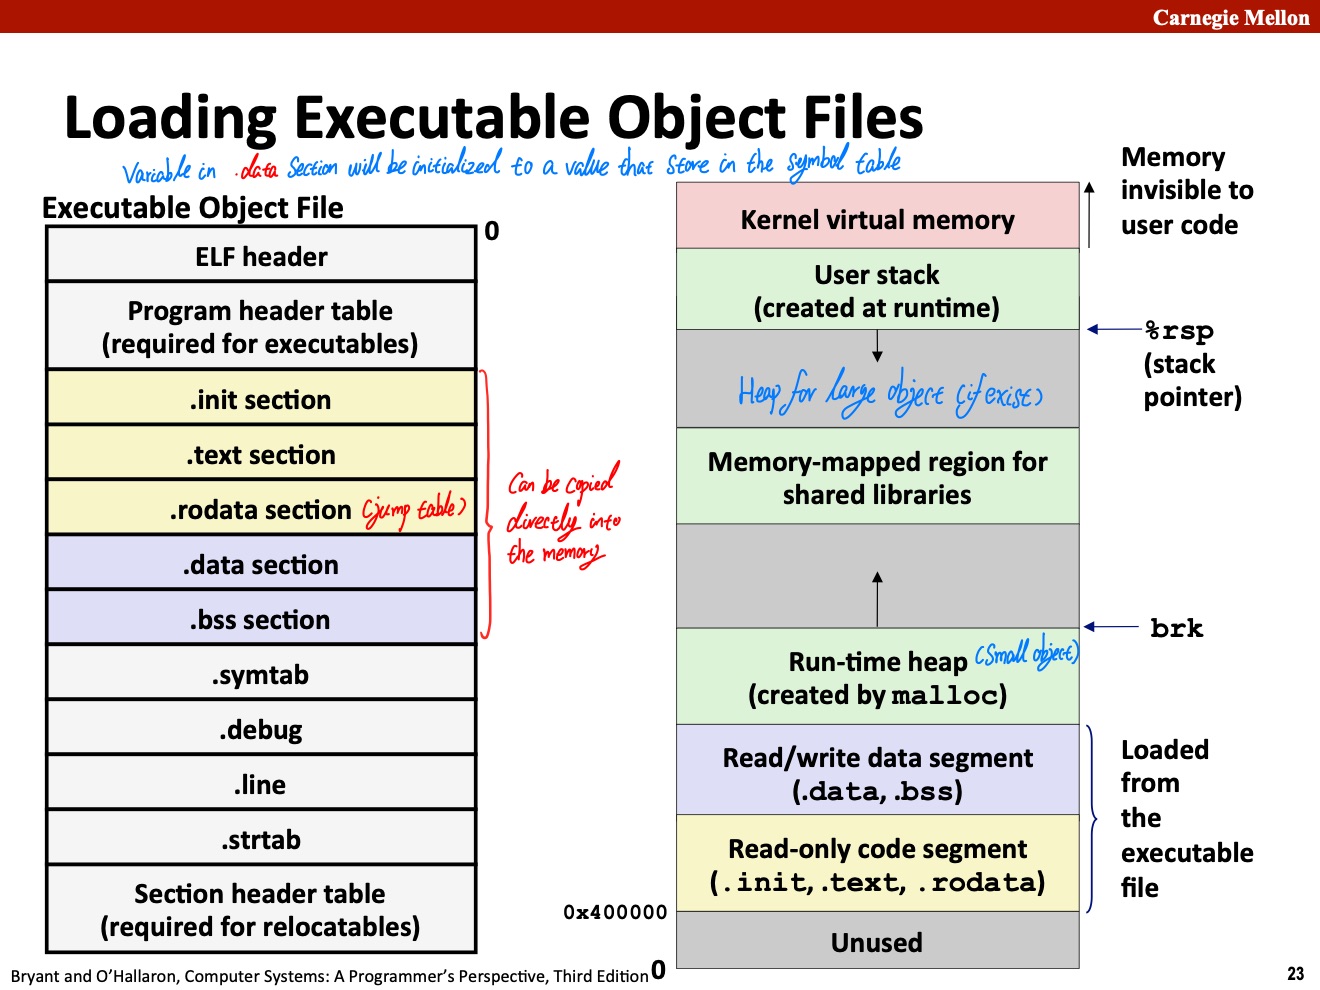 Carnegie Mellon
Loading Executable Object Files
Variable in .data Section will be initialized to a value that store in the symbol table
Executable Object File
0
ELF header
Program header table
(required for executables)
.init section
.text section
.rodata section (jump table)
.data section
.bss section
.symtab
.debug
.line
.strtab
Section header table
(required for relocatables)
Can be copied
directly into
the memory
Kernel virtual memory
Memory
invisible to
user code
User stack
(created at runtime)
%rsp
(stack
pointer)
Heap for large object (if exist)
Memory-mapped region for
shared libraries
brk
Run-time heap (Small object)
(created by malloc)
Read/write data segment
(.data, .bss)
Read-only code segment
(.init, .text, .rodata)
Loaded
from
the
executable
file
0x400000
Unused
0
Bryant and O'Hallaron, Computer Systems: A Programmer's Perspective, Third Edition
23